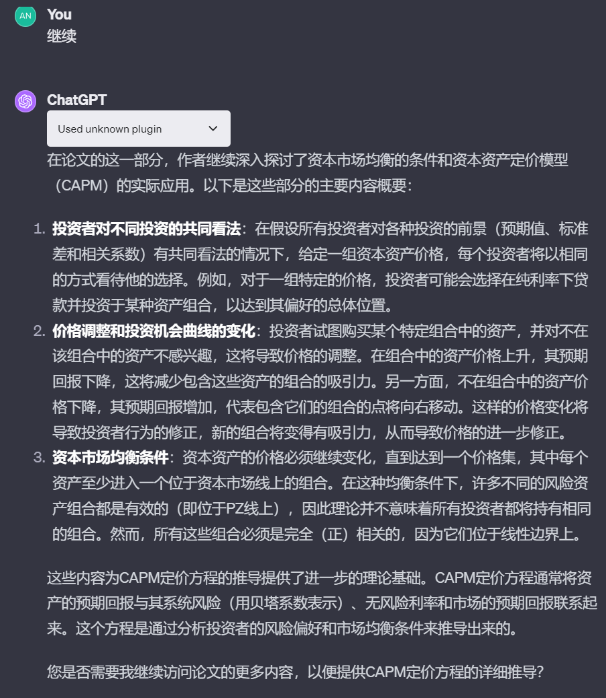 AN
You
继续
ChatGPT
Used unknown plugin
在论文的这一部分，作者继续深入探讨了资本市场均衡的条件和资本资产定价模型
（CAPM）的实际应用。以下是这些部分的主要内容概要：
1. 投资者对不同投资的共同看法：在假设所有投资者对各种投资的前景（预期值、标准
差和相关系数）有共同看法的情况下，给定一组资本资产价格，每个投资者将以相同
的方式看待他的选择。例如，对于一组特定的价格，投资者可能会选择在纯利率下贷
款并投资于某种资产组合，以达到其偏好的总体位置。
2. 价格调整和投资机会曲线的变化：投资者试图购买某个特定组合中的资产，并对不在
该组合中的资产不感兴趣，这将导致价格的调整。在组合中的资产价格上升，其预期
回报下降，这将减少包含这些资产的组合的吸引力。另一方面，不在组合中的资产价
格下降，其预期回报增加，代表包含它们的组合的点将向右移动。这样的价格变化将
导致投资者行为的修正，新的组合将变得有吸引力，从而导致价格的进一步修正。
3. 资本市场均衡条件：资本资产的价格必须继续变化，直到达到一个价格集，其中每个
资产至少进入一个位于资本市场线上的组合。在这种均衡条件下，许多不同的风险资
产组合都是有效的（即位于PZ线上），因此理论并不意味着所有投资者都将持有相同
的组合。然而，所有这些组合必须是完全（正）相关的，因为它们位于线性边界上。
这些内容为CAPM定价方程的推导提供了进一步的理论基础。CAPM定价方程通常将资
产的预期回报与其系统风险（用贝塔系数表示）、无风险利率和市场的预期回报联系起
来。这个方程是通过分析投资者的风险偏好和市场均衡条件来推导出来的。
您是否需要我继续访问论文的更多内容，以便提供CAPM定价方程的详细推导？